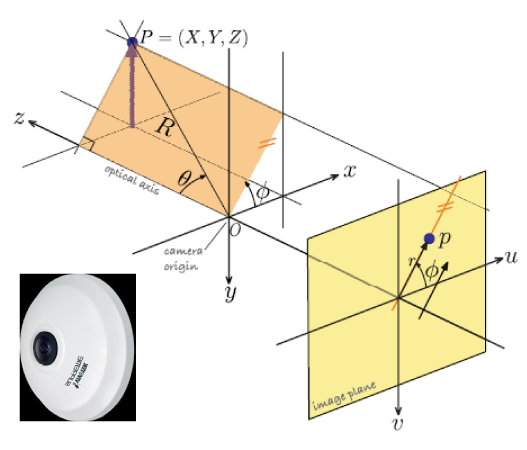 P = (X, Y, Z)
z
R
optical axis
θ
ϕ
x
O
camera
origin
y
p
r
ϕ
u
image plane
v